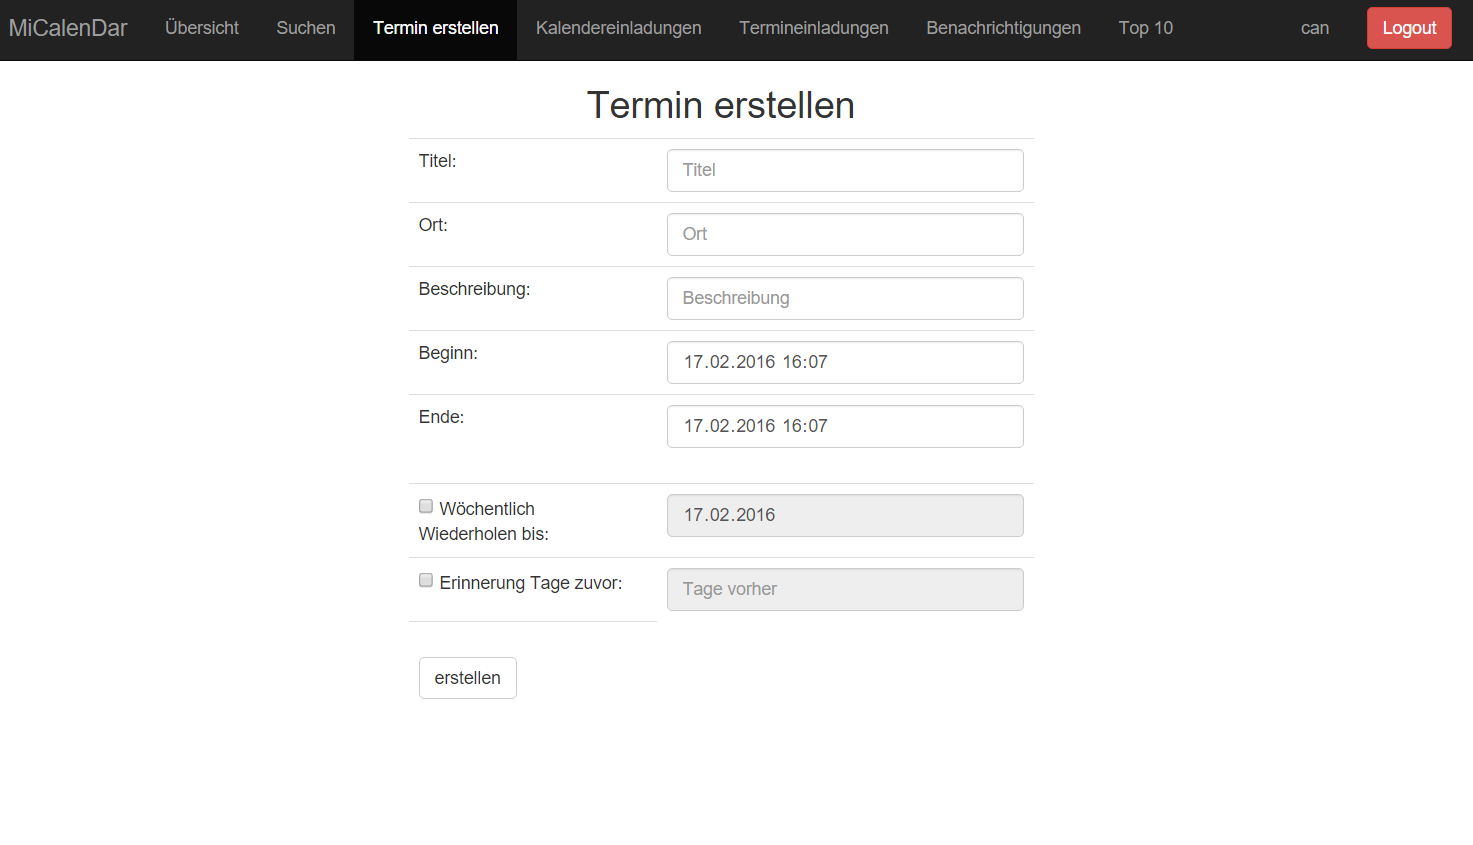 MiCalenDar Übersicht Suchen Termin erstellen Kalendereinladungen Termineinladungen Benachrichtigungen Top 10 can Logout
Termin erstellen
Titel: Titel
Ort: Ort
Beschreibung: Beschreibung
Beginn: 17.02.2016 16:07
Ende: 17.02.2016 16:07
Wöchentlich 17.02.2016
Wiederholen bis:
Erinnerung Tage zuvor: Tage vorher
erstellen